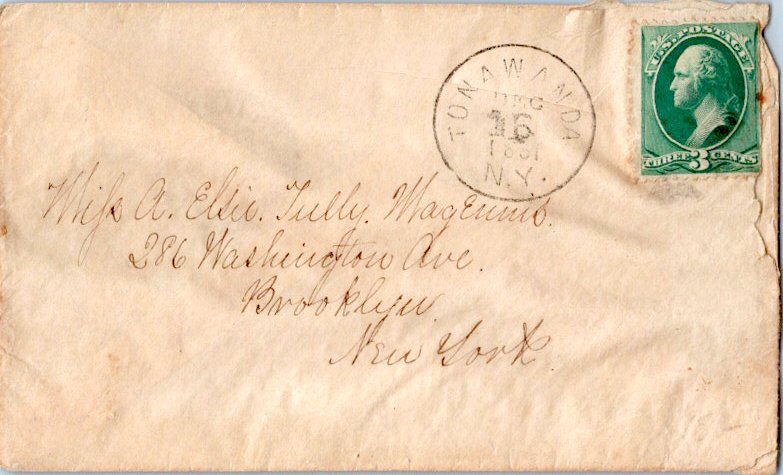 U.S. POSTAGE
THREE 3 CENTS
TONAWANDA
DEC
16
1881
N.Y.
Miss A. Elsie. Tully. Magennis.
286 Washington Ave.
Brooklyn
New York